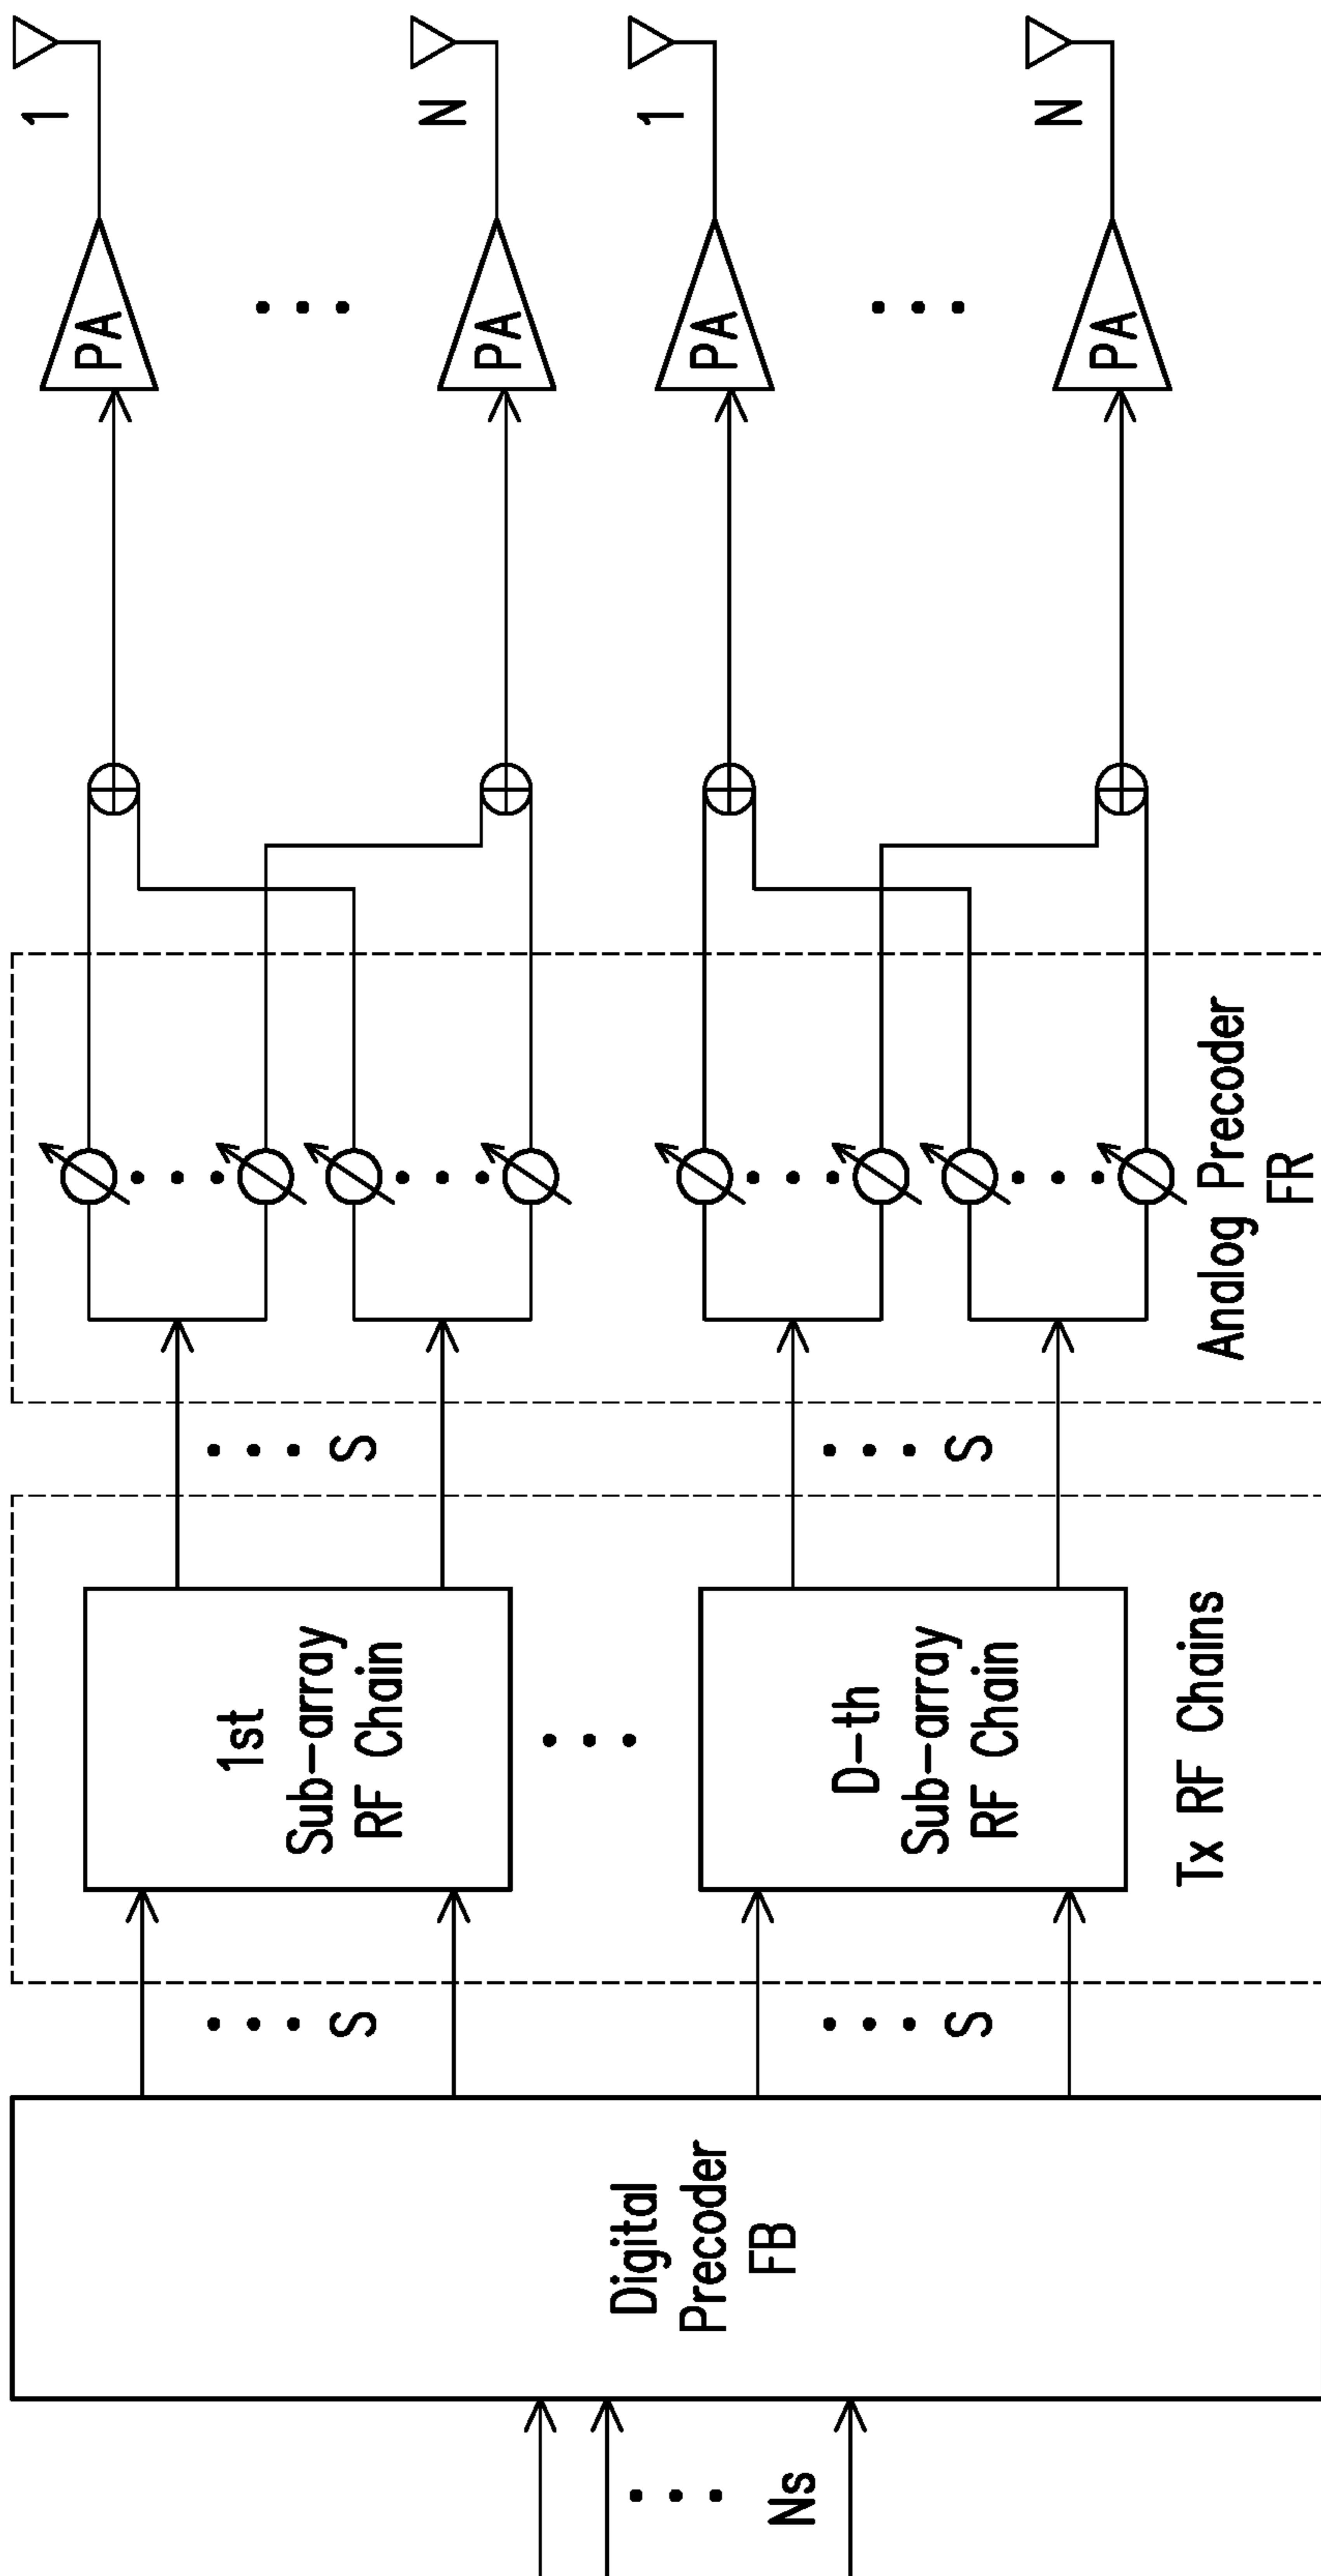 Ns
Digital
Precoder
FB
S
S
1st
Sub-array
RF Chain
D-th
Sub-array
RF Chain
Tx RF Chains
S
S
Analog Precoder
FR
PA
PA
PA
PA
1
N
1
N